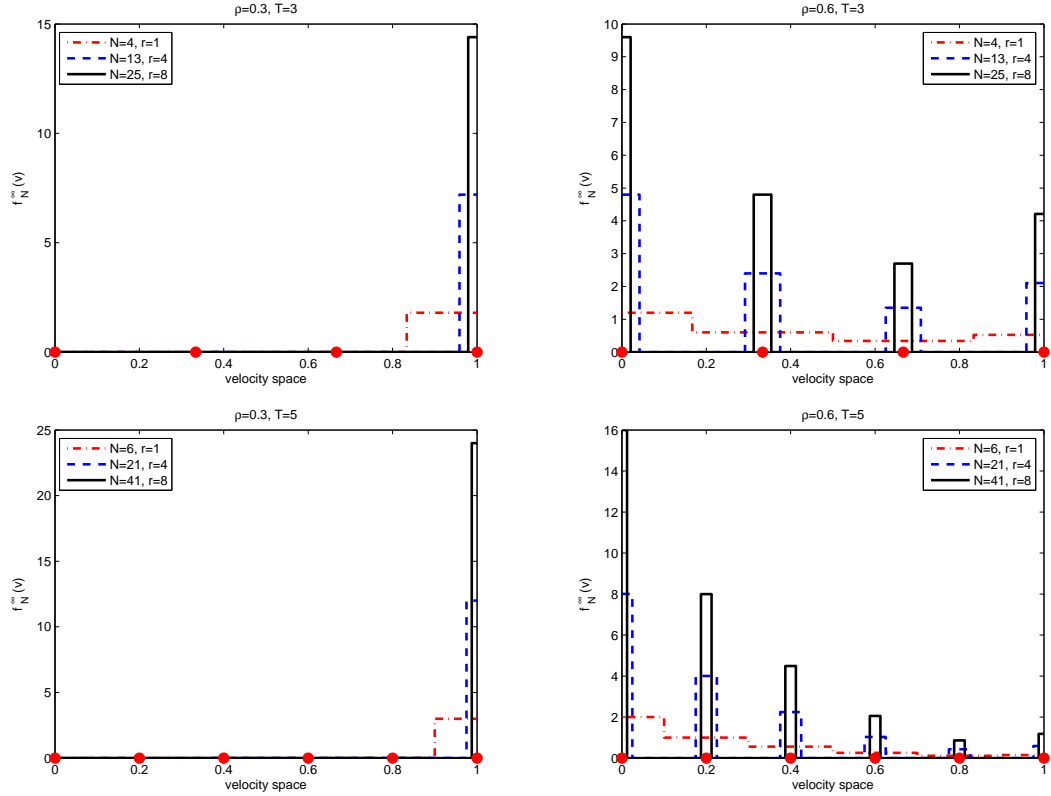 ρ=0.3, T=3
15
10
5
0
f_N^∞ (v)
N=4, r=1
N=13, r=4
N=25, r=8
0 0.2 0.4 0.6 0.8 1
velocity space
ρ=0.6, T=3
10
9
8
7
6
5
4
3
2
1
0
f_N^∞ (v)
N=4, r=1
N=13, r=4
N=25, r=8
0 0.2 0.4 0.6 0.8 1
velocity space
ρ=0.3, T=5
25
20
15
10
5
0
f_N^∞ (v)
N=6, r=1
N=21, r=4
N=41, r=8
0 0.2 0.4 0.6 0.8 1
velocity space
ρ=0.6, T=5
16
14
12
10
8
6
4
2
0
f_N^∞ (v)
N=6, r=1
N=21, r=4
N=41, r=8
0 0.2 0.4 0.6 0.8 1
velocity space